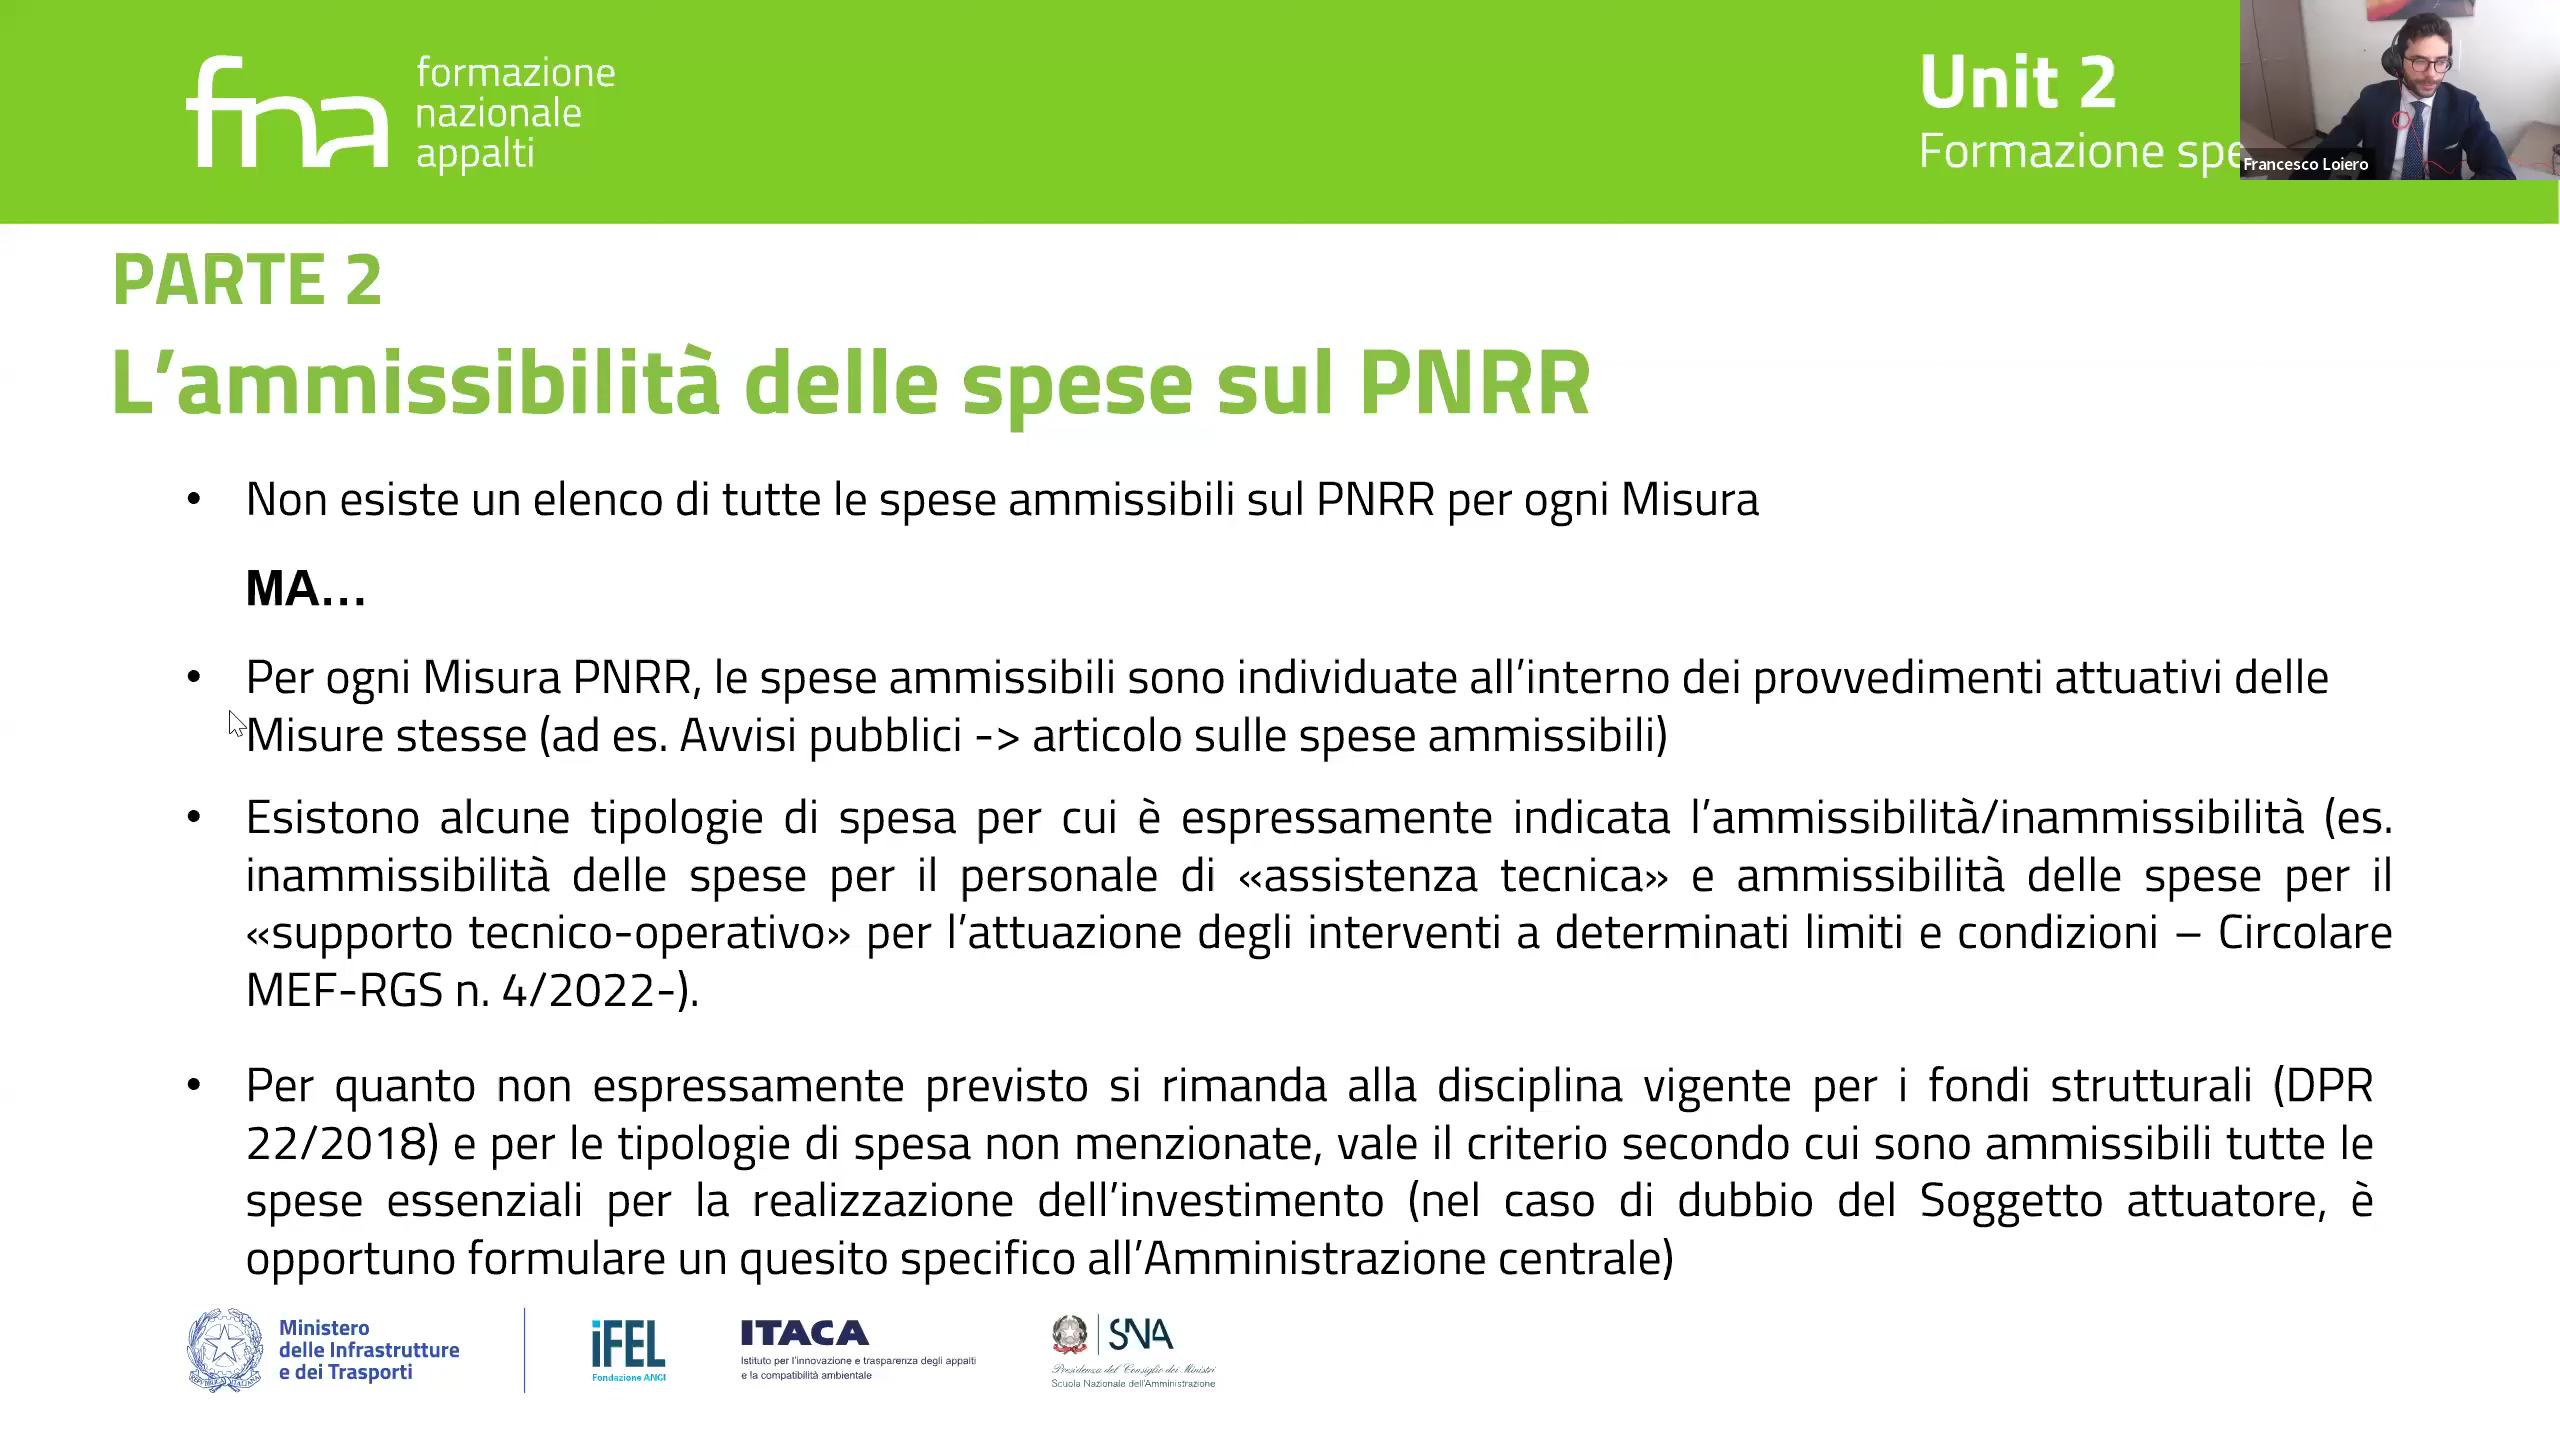 fna
formazione
nazionale
appalti
Unit 2
Formazione spe
Francesco Loiero
PARTE 2
L’ammissibilità delle spese sul PNRR
• Non esiste un elenco di tutte le spese ammissibili sul PNRR per ogni Misura
MA…
• Per ogni Misura PNRR, le spese ammissibili sono individuate all’interno dei provvedimenti attuativi delle
Misure stesse (ad es. Avvisi pubblici -> articolo sulle spese ammissibili)
• Esistono alcune tipologie di spesa per cui è espressamente indicata l’ammissibilità/inammissibilità (es.
inammissibilità delle spese per il personale di «assistenza tecnica» e ammissibilità delle spese per il
«supporto tecnico-operativo» per l’attuazione degli interventi a determinati limiti e condizioni – Circolare
MEF-RGS n. 4/2022-).
• Per quanto non espressamente previsto si rimanda alla disciplina vigente per i fondi strutturali (DPR
22/2018) e per le tipologie di spesa non menzionate, vale il criterio secondo cui sono ammissibili tutte le
spese essenziali per la realizzazione dell’investimento (nel caso di dubbio del Soggetto attuatore, è
opportuno formulare un quesito specifico all’Amministrazione centrale)
Ministero
delle Infrastrutture
e dei Trasporti
iFEL
Fondazione ANCI
ITACA
Istituto per l'innovazione e trasparenza degli appalti
e la compatibilità ambientale
SNA
Presidenza del Consiglio dei Ministri
Scuola Nazionale dell'Amministrazione